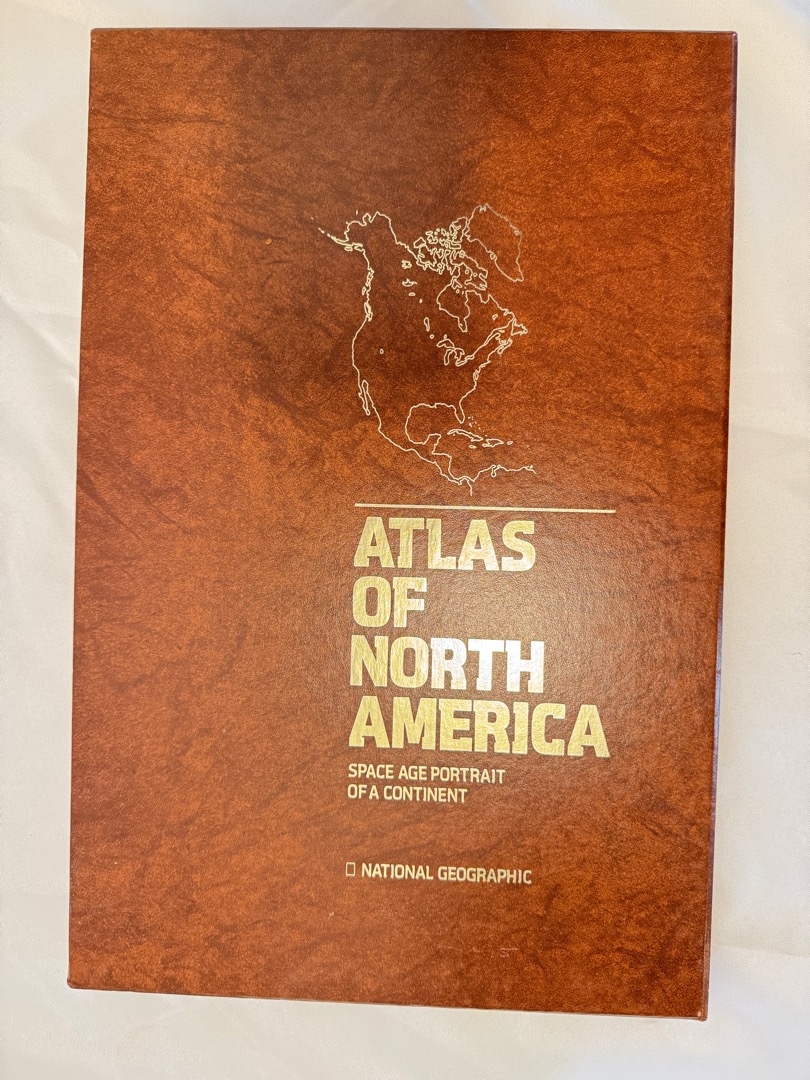 ATLAS
OF
NORTH
AMERICA
SPACE AGE PORTRAIT
OF A CONTINENT
NATIONAL GEOGRAPHIC